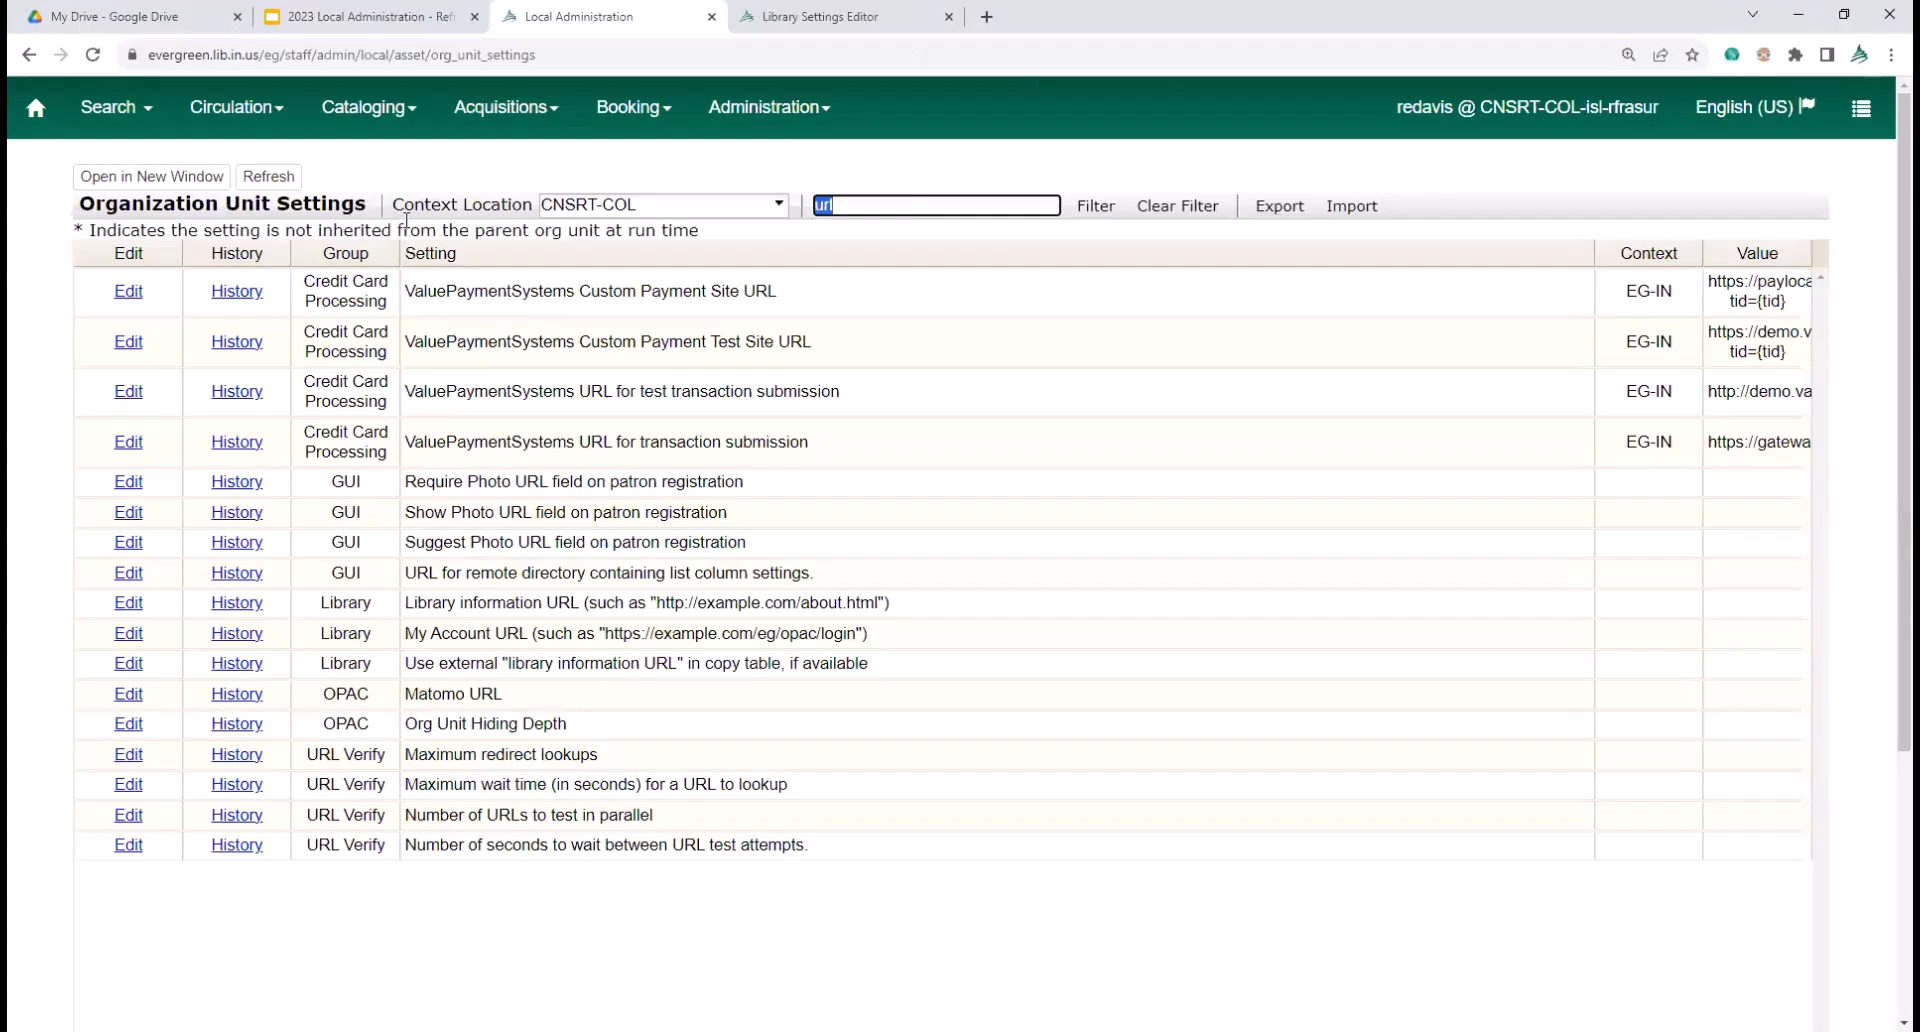 My Drive - Google Drive
2023 Local Administration - Refr
Local Administration
Library Settings Editor
evergreen.lib.in.us/eg/staff/admin/local/asset/org_unit_settings
Search Circulation Cataloging Acquisitions Booking Administration redavis @ CNSRT-COL-isl-rfrasur English (US)
Open in New Window Refresh
Organization Unit Settings Context Location CNSRT-COL url Filter Clear Filter Export Import
* Indicates the setting is not inherited from the parent org unit at run time
Edit History Group Setting Context Value
Edit History Credit Card Processing ValuePaymentSystems Custom Payment Site URL EG-IN https://payloca tid={tid}
Edit History Credit Card Processing ValuePaymentSystems Custom Payment Test Site URL EG-IN https://demo.v tid={tid}
Edit History Credit Card Processing ValuePaymentSystems URL for test transaction submission EG-IN http://demo.va
Edit History Credit Card Processing ValuePaymentSystems URL for transaction submission EG-IN https://gatewa
Edit History GUI Require Photo URL field on patron registration
Edit History GUI Show Photo URL field on patron registration
Edit History GUI Suggest Photo URL field on patron registration
Edit History GUI URL for remote directory containing list column settings.
Edit History Library Library information URL (such as "http://example.com/about.html")
Edit History Library My Account URL (such as "https://example.com/eg/opac/login")
Edit History Library Use external "library information URL" in copy table, if available
Edit History OPAC Matomo URL
Edit History OPAC Org Unit Hiding Depth
Edit History URL Verify Maximum redirect lookups
Edit History URL Verify Maximum wait time (in seconds) for a URL to lookup
Edit History URL Verify Number of URLs to test in parallel
Edit History URL Verify Number of seconds to wait between URL test attempts.